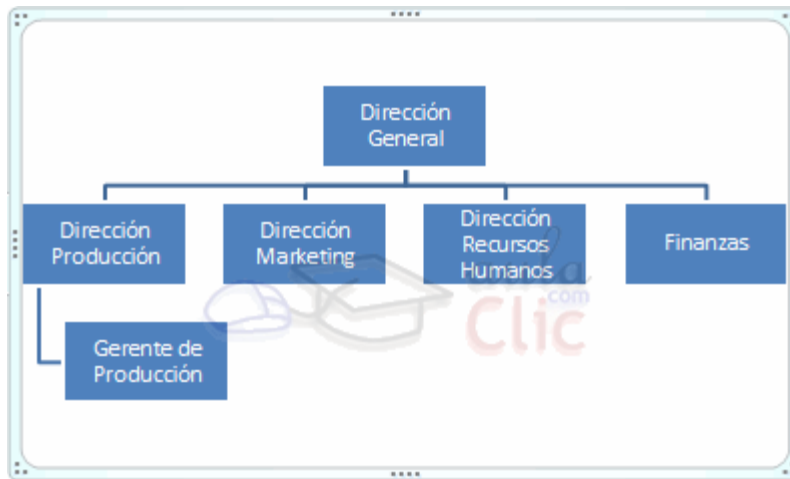 Dirección
General
Dirección
Producción
Dirección
Marketing
Dirección
Recursos
Humanos
Finanzas
aula
.com
Clic
Gerente de
Producción